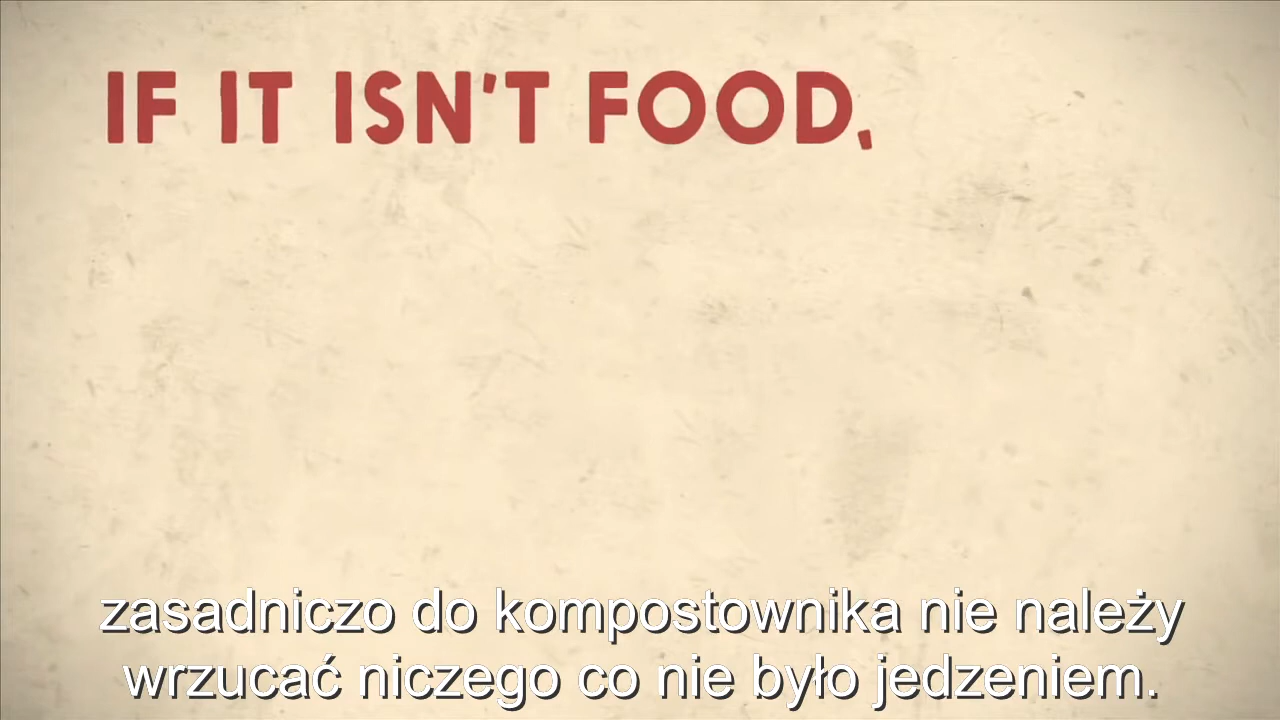 IF IT ISN'T FOOD,
zasadniczo do kompostownika nie należy
wrzucać niczego co nie było jedzeniem.